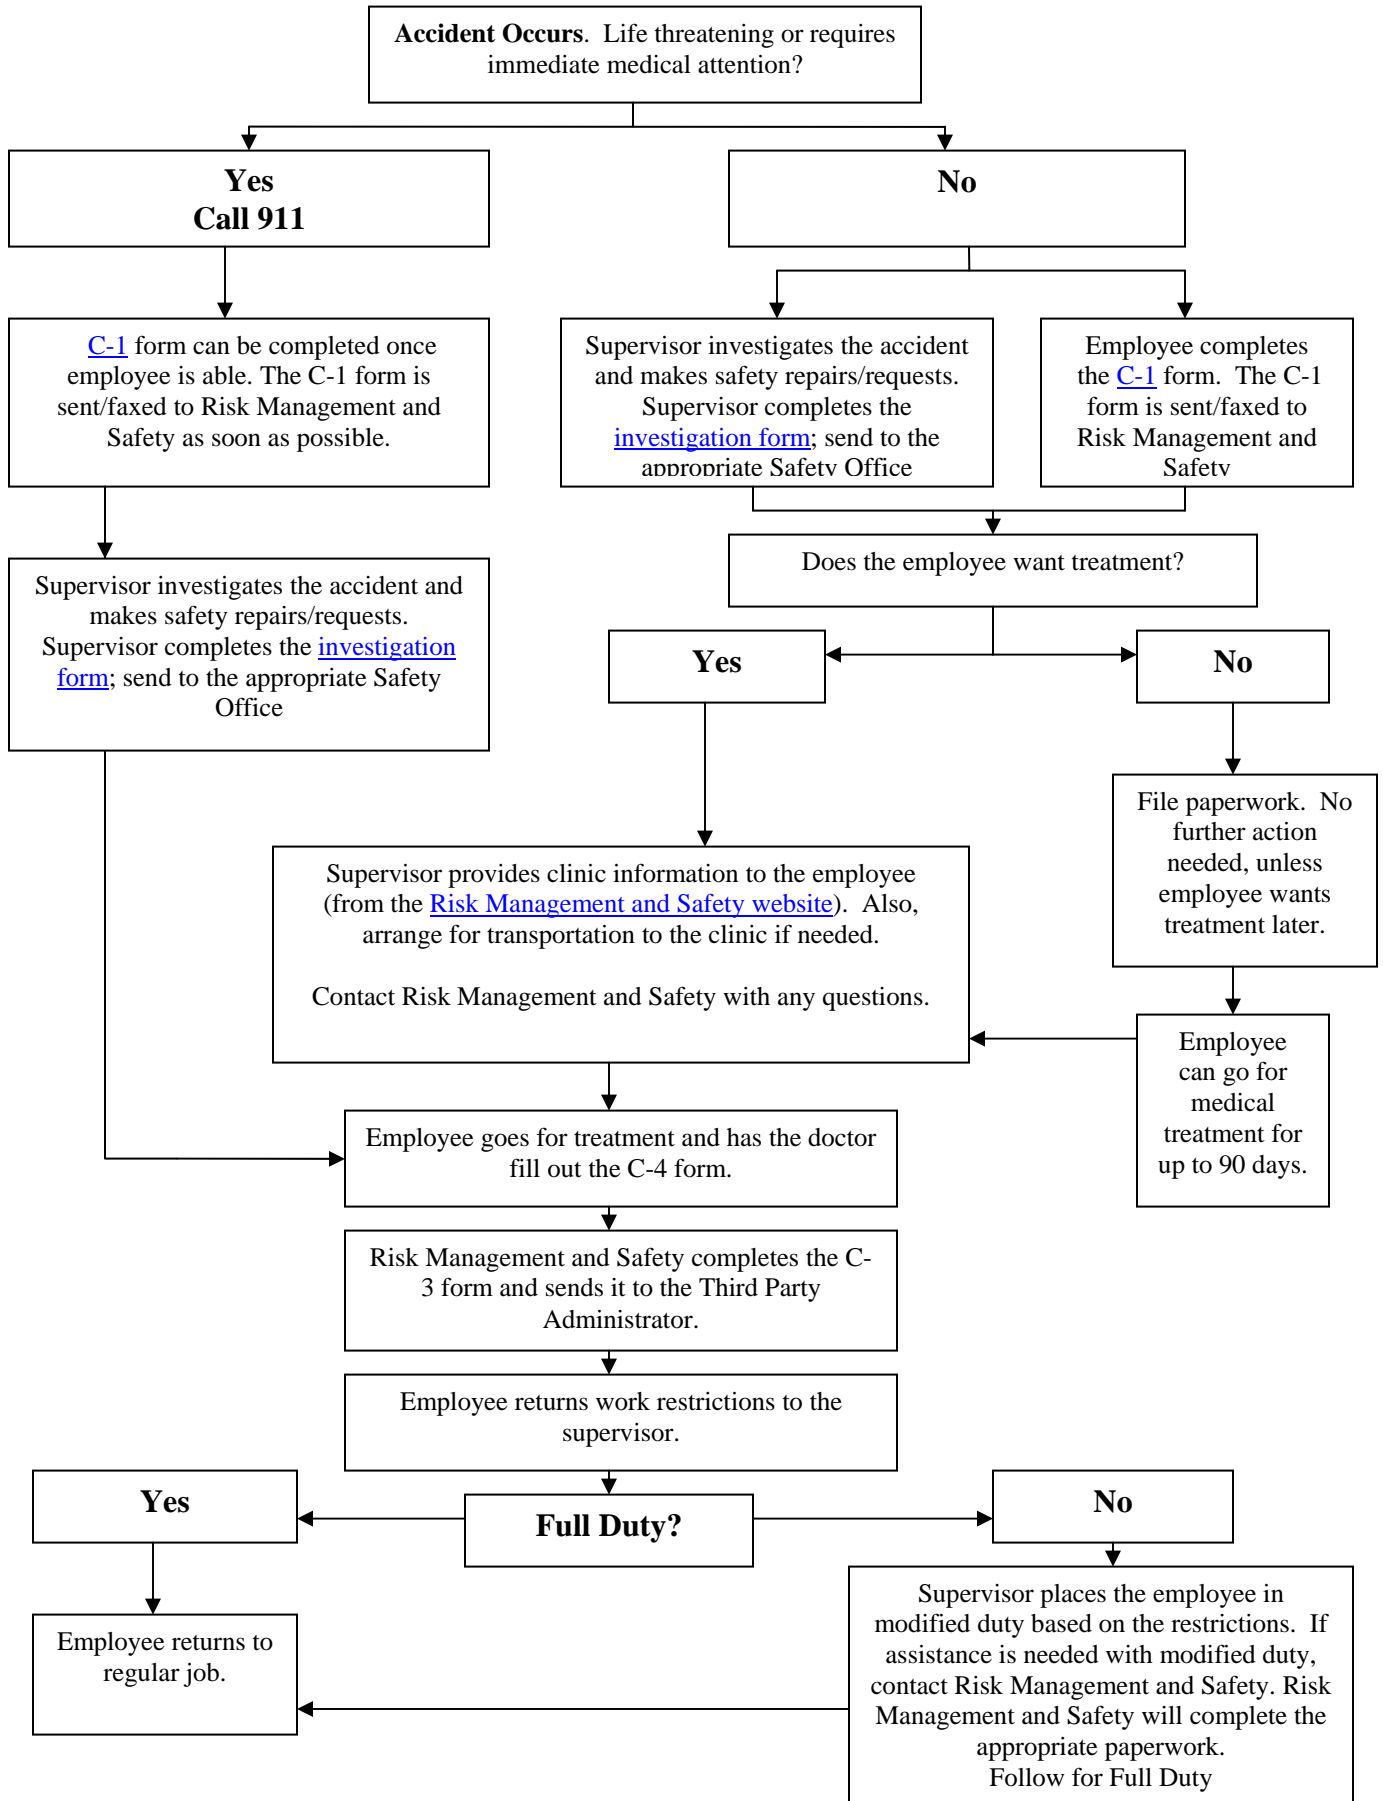 Accident Occurs. Life threatening or requires
immediate medical attention?
Yes
Call 911
No
C-1 form can be completed once
employee is able. The C-1 form is
sent/faxed to Risk Management and
Safety as soon as possible.
Supervisor investigates the accident
and makes safety repairs/requests.
Supervisor completes the
investigation form; send to the
appropriate Safety Office
Employee completes
the C-1 form. The C-1
form is sent/faxed to
Risk Management and
Safety
Supervisor investigates the accident and
makes safety repairs/requests.
Supervisor completes the investigation
form; send to the appropriate Safety
Office
Does the employee want treatment?
Yes
No
File paperwork. No
further action
needed, unless
employee wants
treatment later.
Supervisor provides clinic information to the employee
(from the Risk Management and Safety website). Also,
arrange for transportation to the clinic if needed.
Contact Risk Management and Safety with any questions.
Employee
can go for
medical
treatment for
up to 90 days.
Employee goes for treatment and has the doctor
fill out the C-4 form.
Risk Management and Safety completes the C-
3 form and sends it to the Third Party
Administrator.
Employee returns work restrictions to the
supervisor.
Yes
Full Duty?
No
Employee returns to
regular job.
Supervisor places the employee in
modified duty based on the restrictions. If
assistance is needed with modified duty,
contact Risk Management and Safety. Risk
Management and Safety will complete the
appropriate paperwork.
Follow for Full Duty